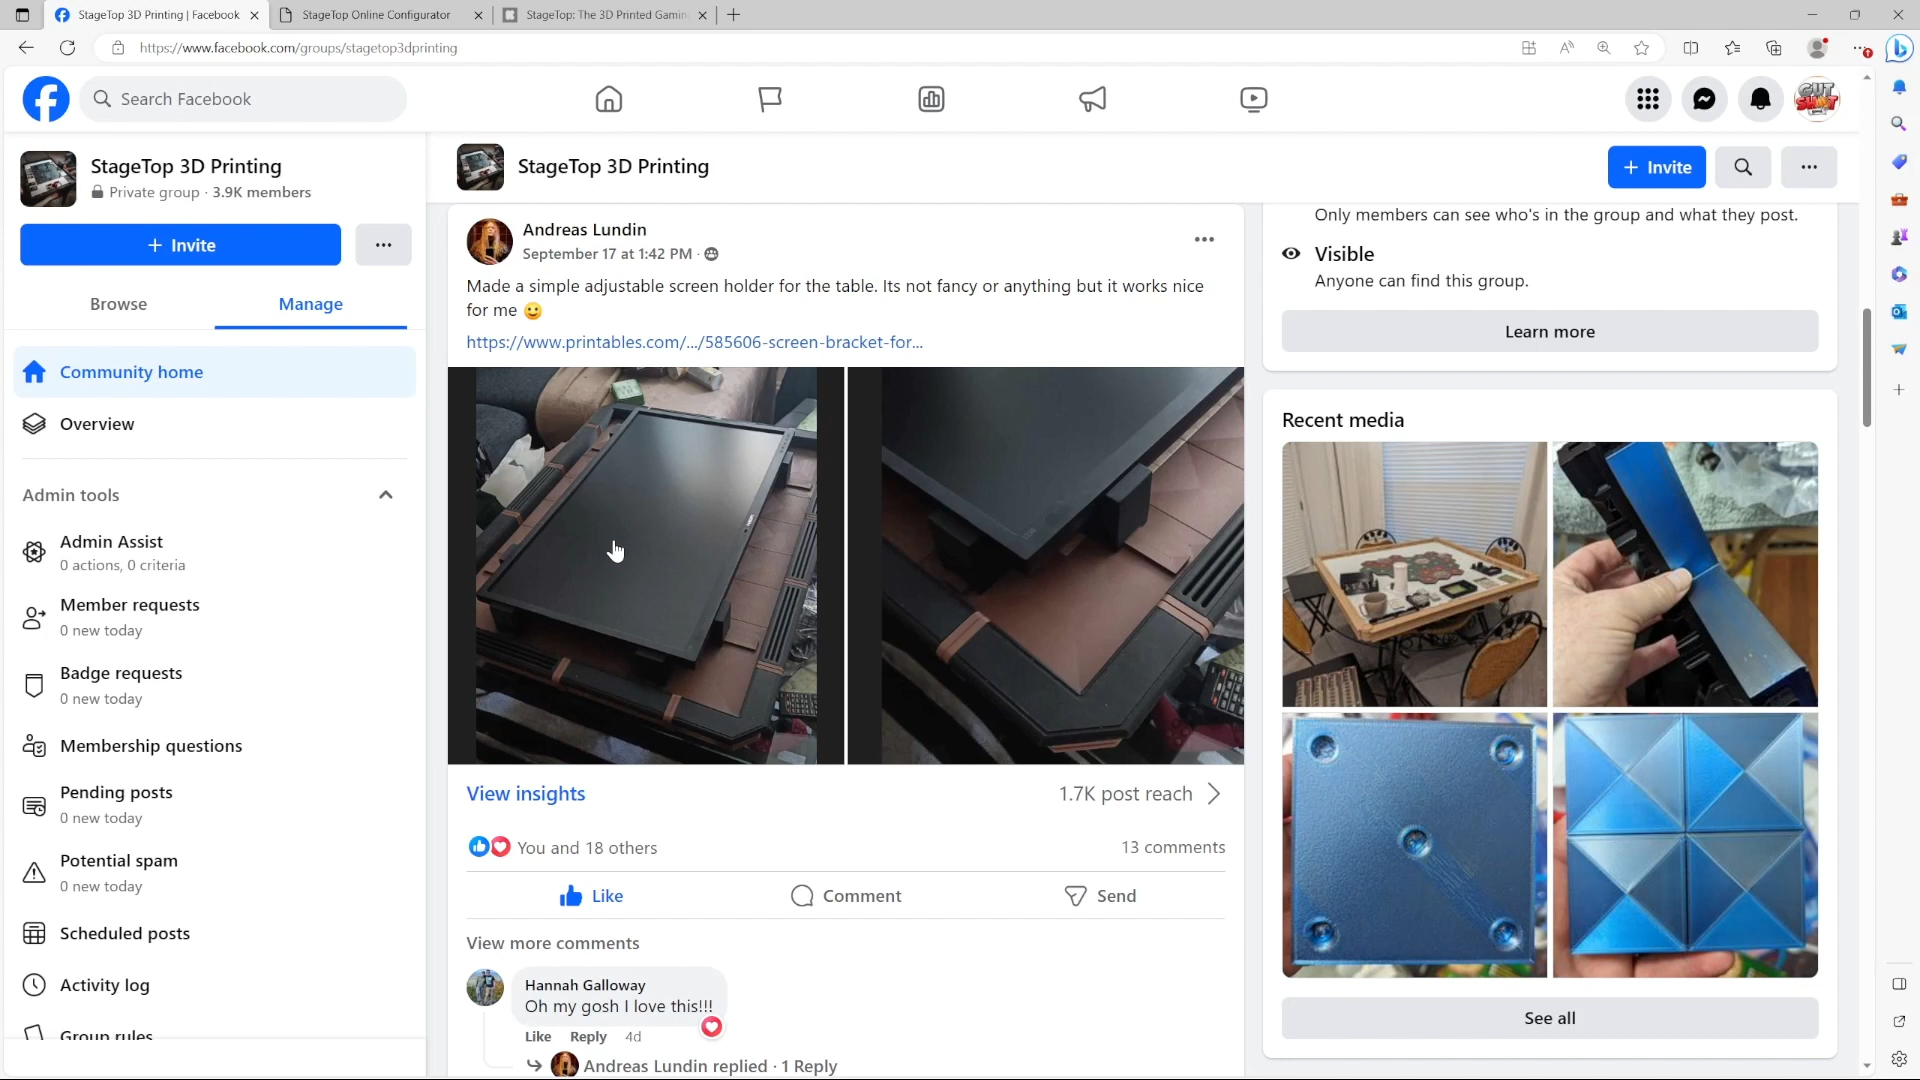 StageTop 3D Printing | Facebook
StageTop Online Configurator
StageTop: The 3D Printed Gaming
https://www.facebook.com/groups/stagetop3dprinting
Search Facebook
GUT
SHOT
StageTop 3D Printing
Private group · 3.9K members
+ Invite
Browse
Manage
Community home
Overview
Admin tools
Admin Assist
0 actions, 0 criteria
Member requests
0 new today
Badge requests
0 new today
Membership questions
Pending posts
0 new today
Potential spam
0 new today
Scheduled posts
Activity log
Group rules
StageTop 3D Printing
+ Invite
Andreas Lundin
September 17 at 1:42 PM ·
Made a simple adjustable screen holder for the table. Its not fancy or anything but it works nice
for me 🙂
https://www.printables.com/.../585606-screen-bracket-for...
View insights
1.7K post reach
You and 18 others
13 comments
Like
Comment
Send
View more comments
Hannah Galloway
Oh my gosh I love this!!!
Like Reply 4d
Andreas Lundin replied · 1 Reply
Only members can see who's in the group and what they post.
Visible
Anyone can find this group.
Learn more
Recent media
See all